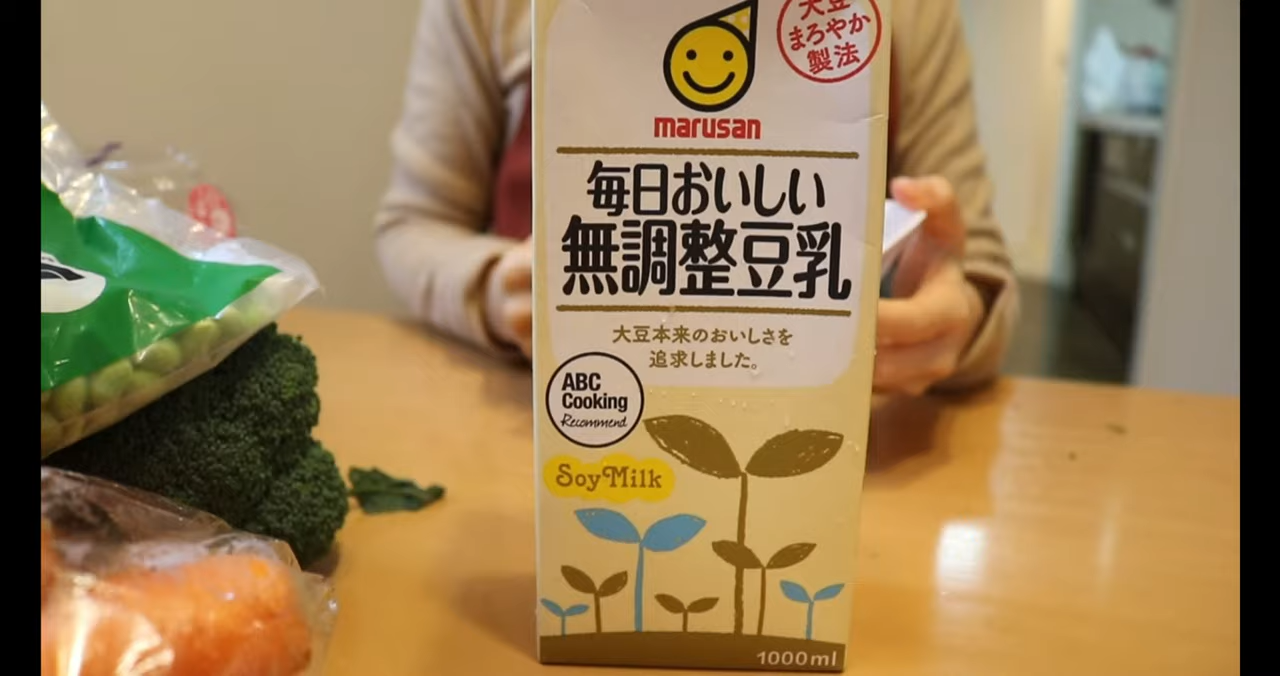 大豆
まろやか
製法
marusan
毎日おいしい
無調整豆乳
大豆本来のおいしさを
追求しました。
ABC
Cooking
Recommend
Soy Milk
1000ml